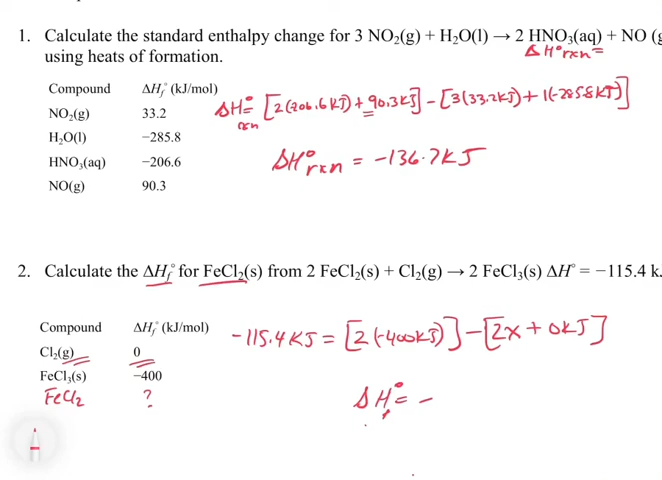 1. Calculate the standard enthalpy change for 3 NO₂(g) + H₂O(l) → 2 HNO₃(aq) + NO (g
using heats of formation.
ΔH°rxn =
Compound ΔHf° (kJ/mol)
NO₂(g) 33.2
H₂O(l) −285.8
HNO₃(aq) −206.6
NO(g) 90.3
ΔH°rxn = [2(206.6kJ) + 90.3kJ] − [3(33.2kJ) + 1(−285.8kJ)]
ΔH°rxn = −136.7kJ
2. Calculate the ΔHf° for FeCl₂(s) from 2 FeCl₂(s) + Cl₂(g) → 2 FeCl₃(s) ΔH° = −115.4 k
Compound ΔHf° (kJ/mol)
Cl₂(g) 0
FeCl₃(s) −400
FeCl₂ ?
−115.4kJ = [2(−400kJ)] − [2x + 0kJ]
ΔH°f = −